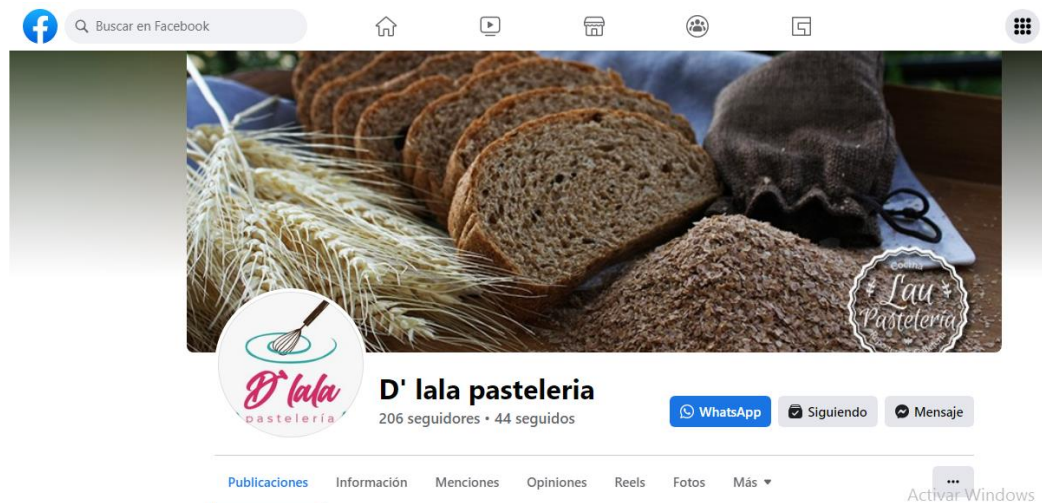 Buscar en Facebook
Cocina
Lau
Pastelería
D'lala
pastelería
D' lala pasteleria
206 seguidores • 44 seguidos
WhatsApp
Siguiendo
Mensaje
Publicaciones
Información
Menciones
Opiniones
Reels
Fotos
Más
Activar Windows